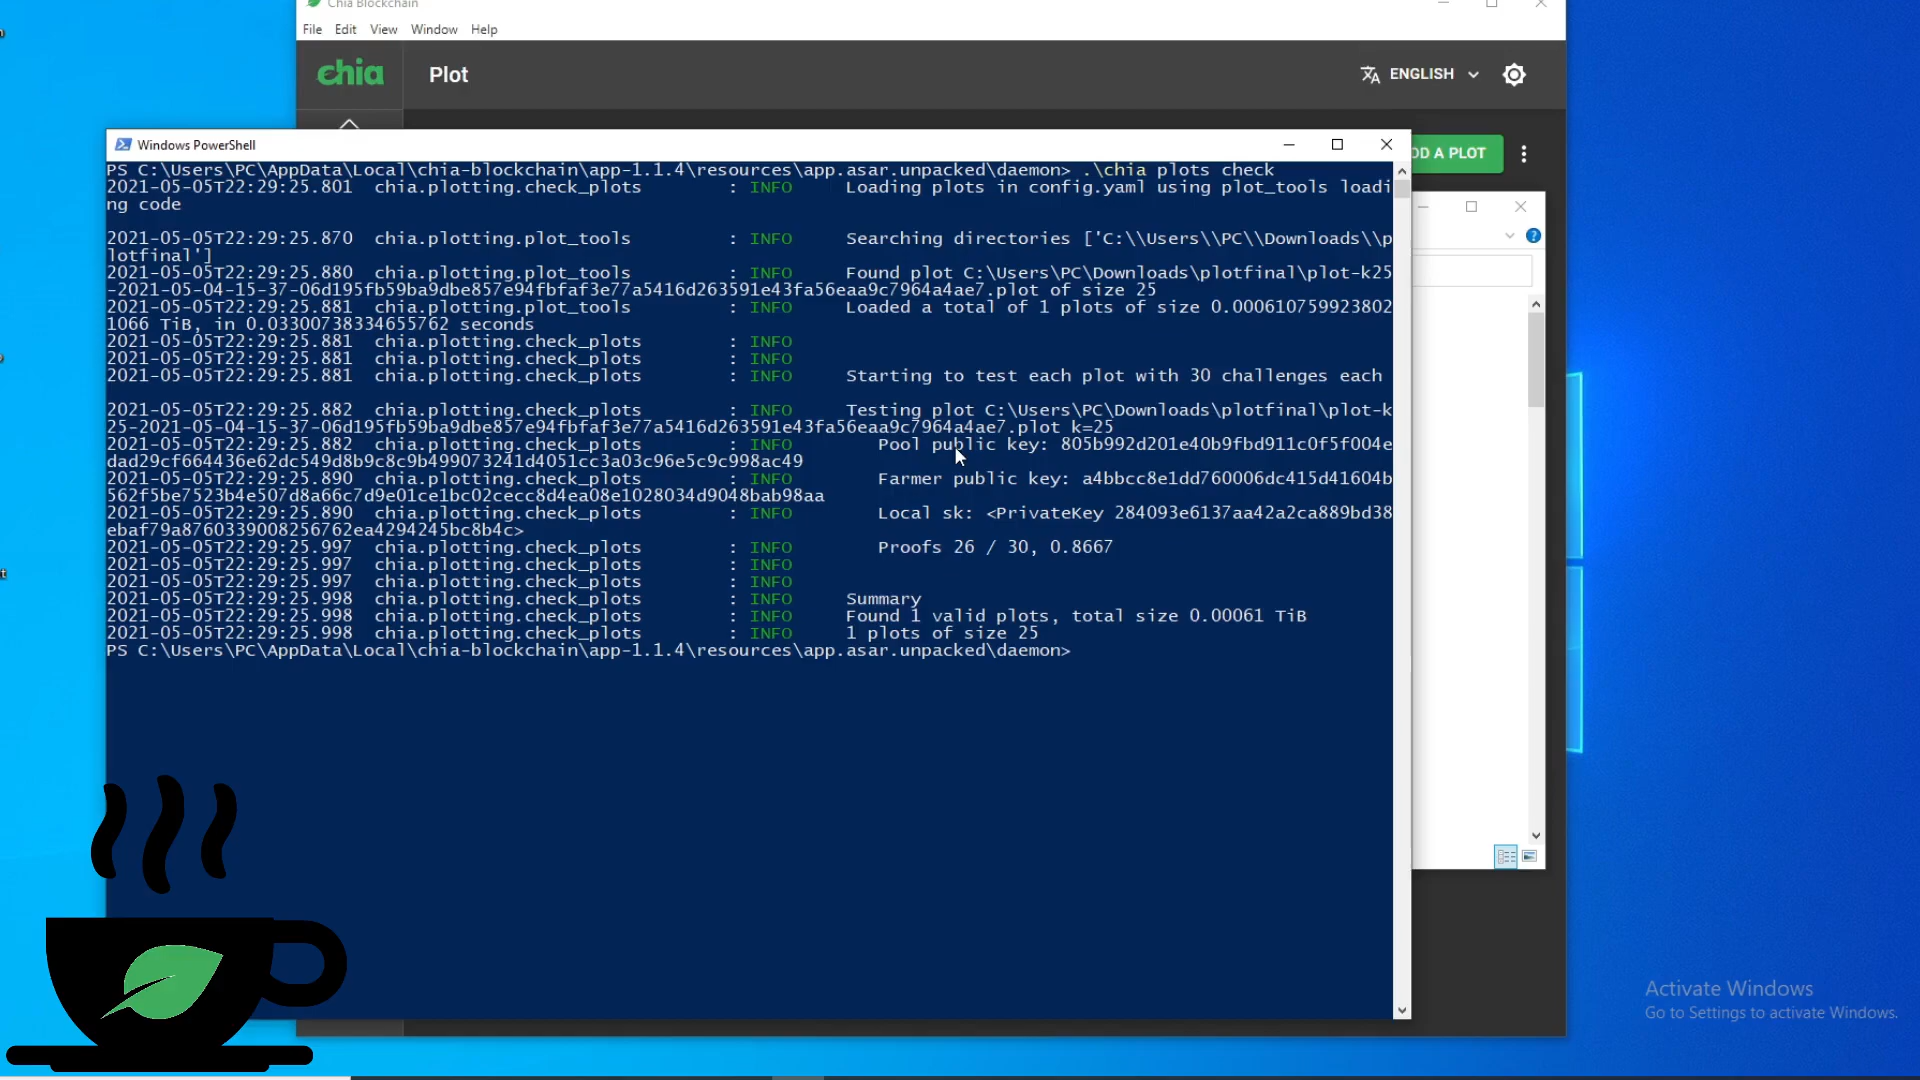 Chia Blockchain
File Edit View Window Help
chia Plot ENGLISH
DD A PLOT
Windows PowerShell
PS C:\Users\PC\AppData\Local\chia-blockchain\app-1.1.4\resources\app.asar.unpacked\daemon> .\chia plots check
2021-05-05T22:29:25.801 chia.plotting.check_plots : INFO Loading plots in config.yaml using plot_tools loadi
ng code
2021-05-05T22:29:25.870 chia.plotting.plot_tools : INFO Searching directories ['C:\\Users\\PC\\Downloads\\p
lotfinal']
2021-05-05T22:29:25.880 chia.plotting.plot_tools : INFO Found plot C:\Users\PC\Downloads\plotfinal\plot-k25
-2021-05-04-15-37-06d195fb59ba9dbe857e94fbfaf3e77a5416d263591e43fa56eaa9c7964a4ae7.plot of size 25
2021-05-05T22:29:25.881 chia.plotting.plot_tools : INFO Loaded a total of 1 plots of size 0.000610759923802
1066 TiB, in 0.03300738334655762 seconds
2021-05-05T22:29:25.881 chia.plotting.check_plots : INFO
2021-05-05T22:29:25.881 chia.plotting.check_plots : INFO
2021-05-05T22:29:25.881 chia.plotting.check_plots : INFO Starting to test each plot with 30 challenges each
2021-05-05T22:29:25.882 chia.plotting.check_plots : INFO Testing plot C:\Users\PC\Downloads\plotfinal\plot-k
25-2021-05-04-15-37-06d195fb59ba9dbe857e94fbfaf3e77a5416d263591e43fa56eaa9c7964a4ae7.plot k=25
2021-05-05T22:29:25.882 chia.plotting.check_plots : INFO Pool public key: 805b992d201e40b9fbd911c0f5f004e
dad29cf664436e62dc549d8b9c8c9b499073241d4051cc3a03c96e5c9c998ac49
2021-05-05T22:29:25.890 chia.plotting.check_plots : INFO Farmer public key: a4bbcc8e1dd760006dc415d41604b
562f5be7523b4e507d8a66c7d9e01ce1bc02cecc8d4ea08e1028034d9048bab98aa
2021-05-05T22:29:25.890 chia.plotting.check_plots : INFO Local sk: <PrivateKey 284093e6137aa42a2ca889bd38
ebaf79a8760339008256762ea4294245bc8b4c>
2021-05-05T22:29:25.997 chia.plotting.check_plots : INFO Proofs 26 / 30, 0.8667
2021-05-05T22:29:25.997 chia.plotting.check_plots : INFO
2021-05-05T22:29:25.997 chia.plotting.check_plots : INFO
2021-05-05T22:29:25.998 chia.plotting.check_plots : INFO Summary
2021-05-05T22:29:25.998 chia.plotting.check_plots : INFO Found 1 valid plots, total size 0.00061 TiB
2021-05-05T22:29:25.998 chia.plotting.check_plots : INFO 1 plots of size 25
PS C:\Users\PC\AppData\Local\chia-blockchain\app-1.1.4\resources\app.asar.unpacked\daemon>
Activate Windows
Go to Settings to activate Windows.